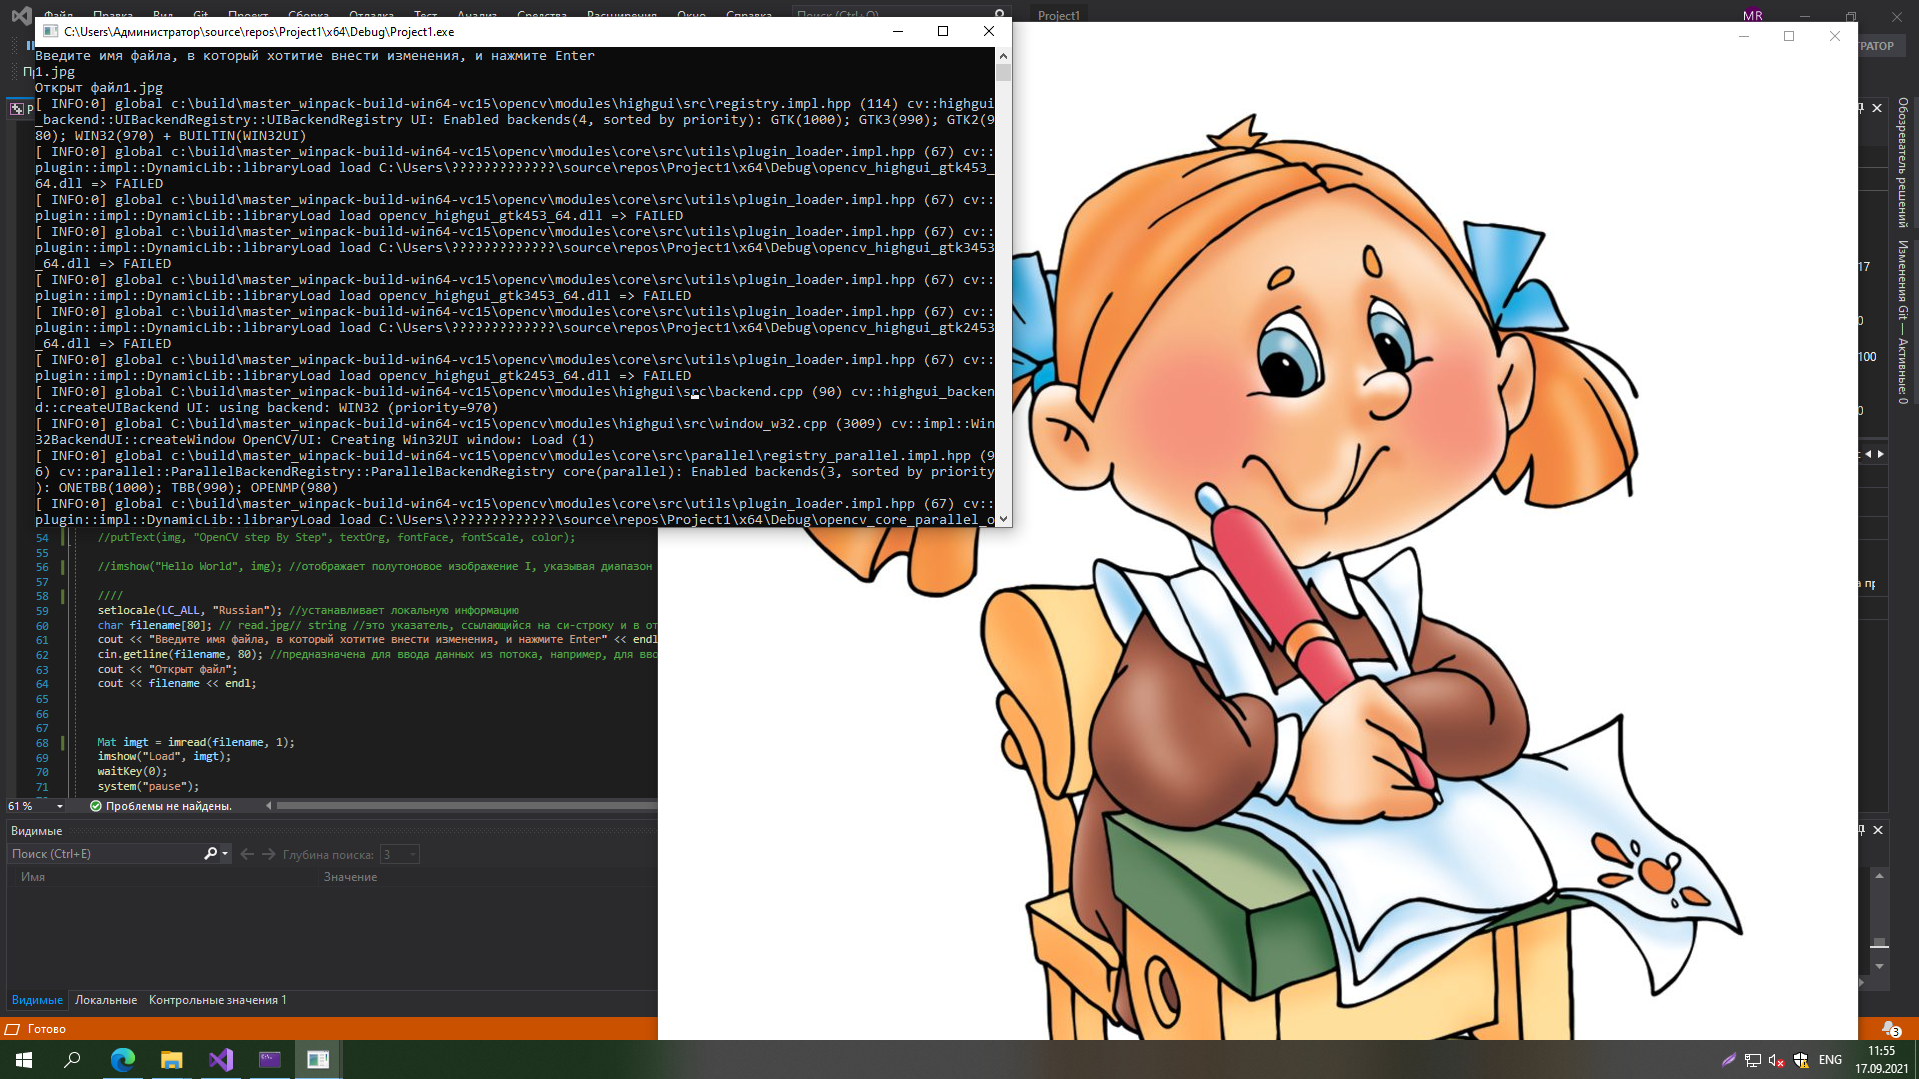 Файл Правка Вид Git Проект Сборка Отладка Тест Анализ Средства Расширения Окно Справка Поиск (Ctrl+Q) Project1 MR
C:\Users\Администратор\source\repos\Project1\x64\Debug\Project1.exe
Введите имя файла, в который хотитие внести изменения, и нажмите Enter
1.jpg
Открыт файл1.jpg
[ INFO:0] global c:\build\master_winpack-build-win64-vc15\opencv\modules\highgui\src\registry.impl.hpp (114) cv::highgui
_backend::UIBackendRegistry::UIBackendRegistry UI: Enabled backends(4, sorted by priority): GTK(1000); GTK3(990); GTK2(9
80); WIN32(970) + BUILTIN(WIN32UI)
[ INFO:0] global c:\build\master_winpack-build-win64-vc15\opencv\modules\core\src\utils\plugin_loader.impl.hpp (67) cv::
plugin::impl::DynamicLib::libraryLoad load C:\Users\?????????????\source\repos\Project1\x64\Debug\opencv_highgui_gtk453_
64.dll => FAILED
[ INFO:0] global c:\build\master_winpack-build-win64-vc15\opencv\modules\core\src\utils\plugin_loader.impl.hpp (67) cv::
plugin::impl::DynamicLib::libraryLoad load opencv_highgui_gtk453_64.dll => FAILED
[ INFO:0] global c:\build\master_winpack-build-win64-vc15\opencv\modules\core\src\utils\plugin_loader.impl.hpp (67) cv::
plugin::impl::DynamicLib::libraryLoad load C:\Users\?????????????\source\repos\Project1\x64\Debug\opencv_highgui_gtk3453
_64.dll => FAILED
[ INFO:0] global c:\build\master_winpack-build-win64-vc15\opencv\modules\core\src\utils\plugin_loader.impl.hpp (67) cv::
plugin::impl::DynamicLib::libraryLoad load opencv_highgui_gtk3453_64.dll => FAILED
[ INFO:0] global c:\build\master_winpack-build-win64-vc15\opencv\modules\core\src\utils\plugin_loader.impl.hpp (67) cv::
plugin::impl::DynamicLib::libraryLoad load C:\Users\?????????????\source\repos\Project1\x64\Debug\opencv_highgui_gtk2453
_64.dll => FAILED
[ INFO:0] global c:\build\master_winpack-build-win64-vc15\opencv\modules\core\src\utils\plugin_loader.impl.hpp (67) cv::
plugin::impl::DynamicLib::libraryLoad load opencv_highgui_gtk2453_64.dll => FAILED
[ INFO:0] global C:\build\master_winpack-build-win64-vc15\opencv\modules\highgui\src\backend.cpp (90) cv::highgui_backen
d::createUIBackend UI: using backend: WIN32 (priority=970)
[ INFO:0] global C:\build\master_winpack-build-win64-vc15\opencv\modules\highgui\src\window_w32.cpp (3009) cv::impl::Win
32BackendUI::createWindow OpenCV/UI: Creating Win32UI window: Load (1)
[ INFO:0] global c:\build\master_winpack-build-win64-vc15\opencv\modules\core\src\parallel\registry_parallel.impl.hpp (9
6) cv::parallel::ParallelBackendRegistry::ParallelBackendRegistry core(parallel): Enabled backends(3, sorted by priority
): ONETBB(1000); TBB(990); OPENMP(980)
[ INFO:0] global c:\build\master_winpack-build-win64-vc15\opencv\modules\core\src\utils\plugin_loader.impl.hpp (67) cv::
plugin::impl::DynamicLib::libraryLoad load C:\Users\?????????????\source\repos\Project1\x64\Debug\opencv_core_parallel_o
54 //putText(img, "OpenCV step By Step", textOrg, fontFace, fontScale, color);
55
56 //imshow("Hello World", img); //отображает полутоновое изображение I, указывая диапазон
57
58 ////
59 setlocale(LC_ALL, "Russian"); //устанавливает локальную информацию
60 char filename[80]; // read.jpg// string //это указатель, ссылающийся на си-строку и в от
61 cout << "Введите имя файла, в который хотитие внести изменения, и нажмите Enter" << endl
62 cin.getline(filename, 80); //предназначена для ввода данных из потока, например, для вво
63 cout << "Открыт файл";
64 cout << filename << endl;
65
66
67
68 Mat imgt = imread(filename, 1);
69 imshow("Load", imgt);
70 waitKey(0);
71 system("pause");
61 % Проблемы не найдены.
Видимые
Поиск (Ctrl+E) Глубина поиска: 3
Имя Значение
Видимые Локальные Контрольные значения 1
Готово
Обозреватель решений
Изменения Git — Активные: 0
3
ENG
11:55
17.09.2021